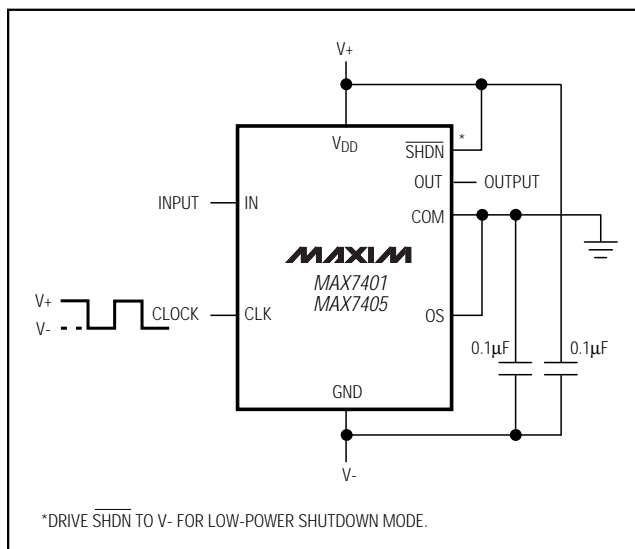 V+
VDD
SHDN
*
OUT
OUTPUT
INPUT
IN
COM
MAXIM
MAX7401
MAX7405
V+
V-
CLOCK
CLK
OS
0.1µF
0.1µF
GND
V-
*DRIVE SHDN TO V- FOR LOW-POWER SHUTDOWN MODE.